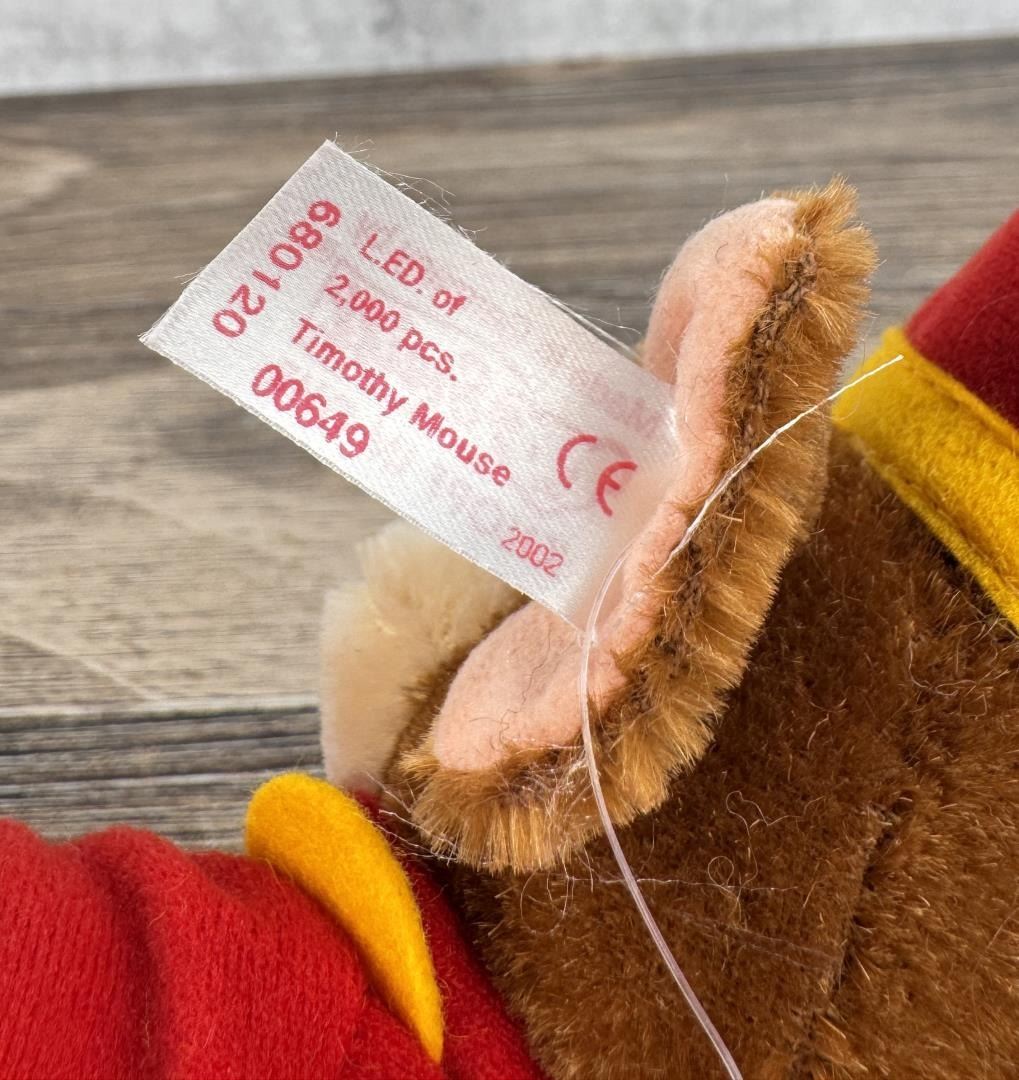 680120
L.ED. of
2,000 pcs.
Timothy Mouse
00649
CE
2002